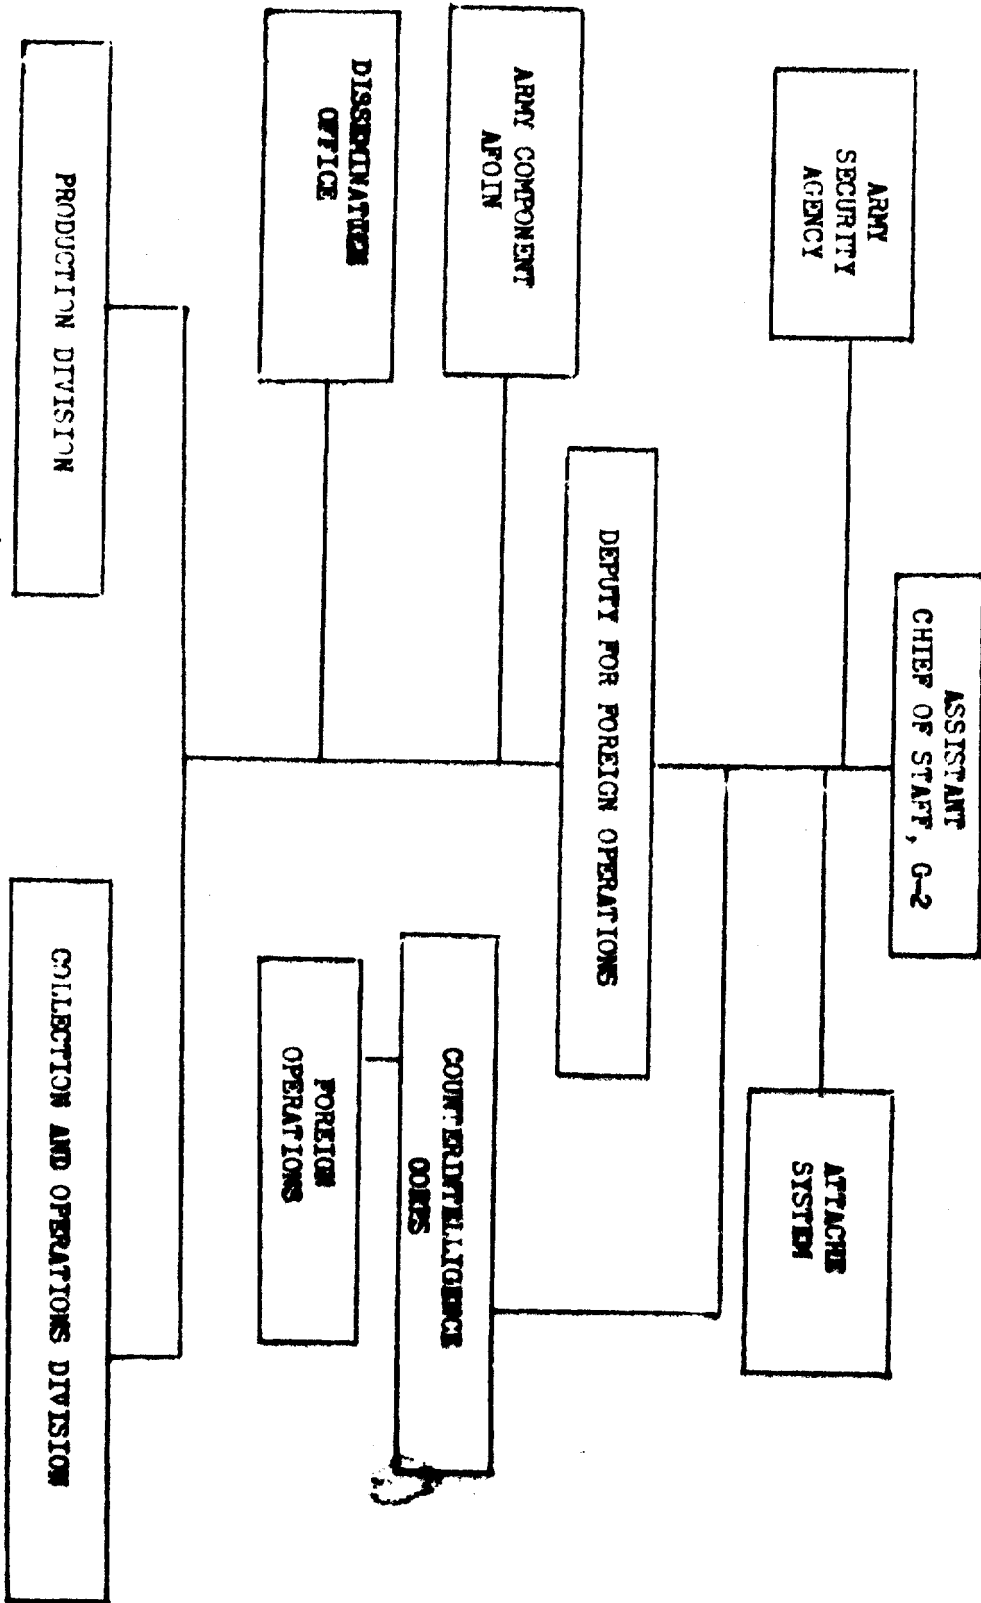 ASSISTANT
CHIEF OF STAFF, G-2
ARMY
SECURITY
AGENCY
ATTACHE
SYSTEM
DEPUTY FOR FOREIGN OPERATIONS
ARMY COMPONENT
AFOIN
COUNTERINTELLIGENCE
CORPS
DISSEMINATION
OFFICE
FOREIGN
OPERATIONS
PRODUCTION DIVISION
COLLECTION AND OPERATIONS DIVISION